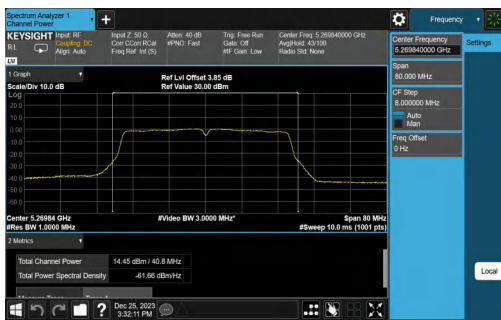 Spectrum Analyzer 1
Channel Power
+
Frequency
KEYSIGHT
RL
Input: RF
Coupling: DC
Align: Auto
Input Z: 50 Ω
Corr CCorr RCal
Freq Ref: Int (S)
Atten: 40 dB
#PNO: Fast
Trig: Free Run
Gate: Off
#IF Gain: Low
Center Freq: 5.269840000 GHz
Avg|Hold: 43/100
Radio Std: None
Center Frequency
5.269840000 GHz
Settings
Span
80.000 MHz
CF Step
8.000000 MHz
Auto
Man
Freq Offset
0 Hz
Local
1 Graph
Scale/Div 10.0 dB
Ref Lvl Offset 3.85 dB
Ref Value 30.00 dBm
Log
20.0
10.0
0.00
-10.0
-20.0
-30.0
-40.0
-50.0
-60.0
Center 5.26984 GHz
#Res BW 1.0000 MHz
#Video BW 3.0000 MHz*
Span 80 MHz
#Sweep 10.0 ms (1001 pts)
2 Metrics
Total Channel Power 14.45 dBm / 40.8 MHz
Total Power Spectral Density -61.66 dBm/Hz
?
Dec 25, 2023
3:32:11 PM